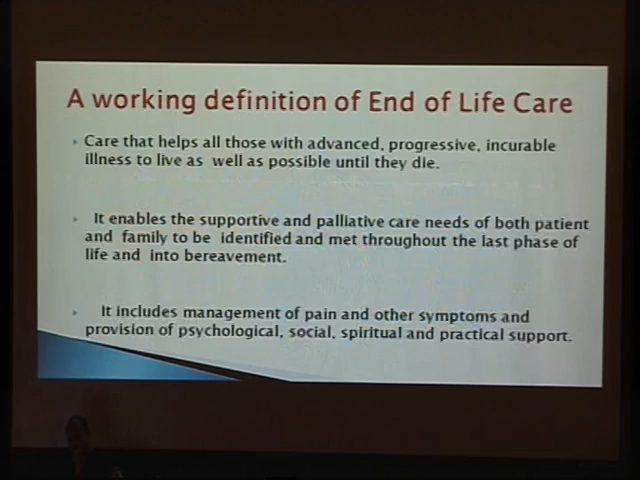 A working definition of End of Life Care
Care that helps all those with advanced, progressive, incurable
illness to live as well as possible until they die.
It enables the supportive and palliative care needs of both patient
and family to be identified and met throughout the last phase of
life and into bereavement.
It includes management of pain and other symptoms and
provision of psychological, social, spiritual and practical support.